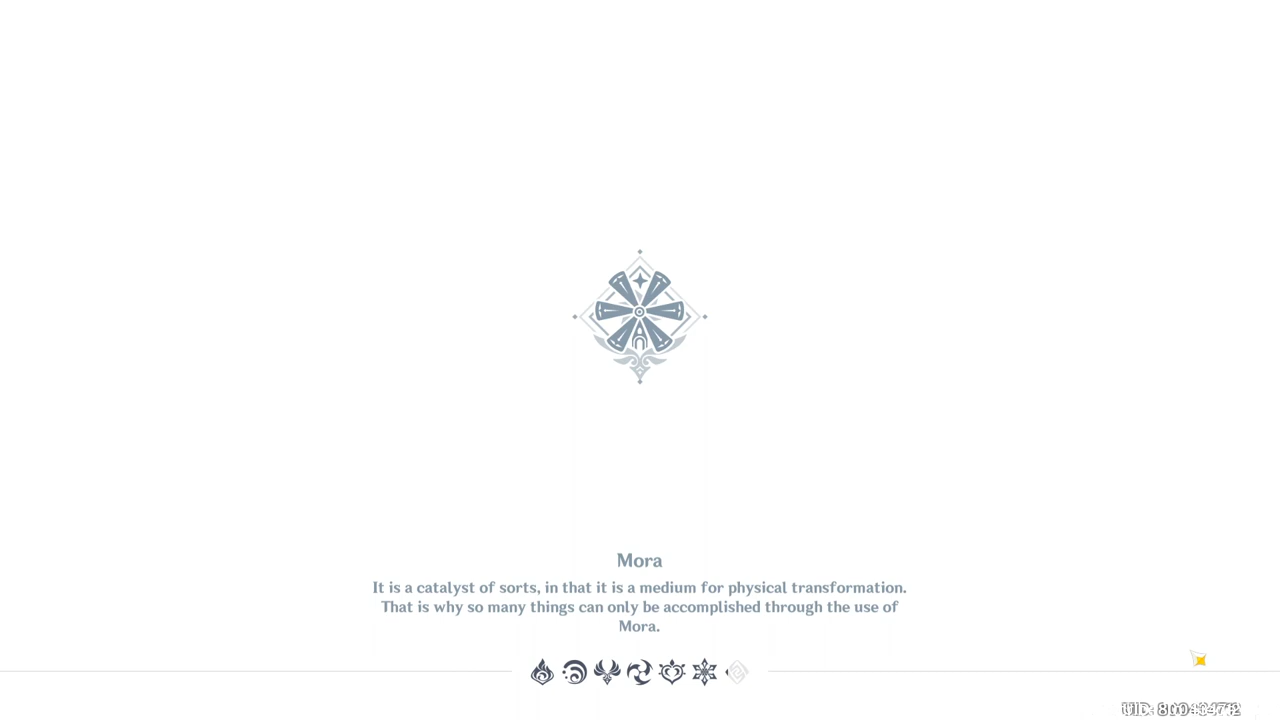 Mora
It is a catalyst of sorts, in that it is a medium for physical transformation.
That is why so many things can only be accomplished through the use of
Mora.
UID: